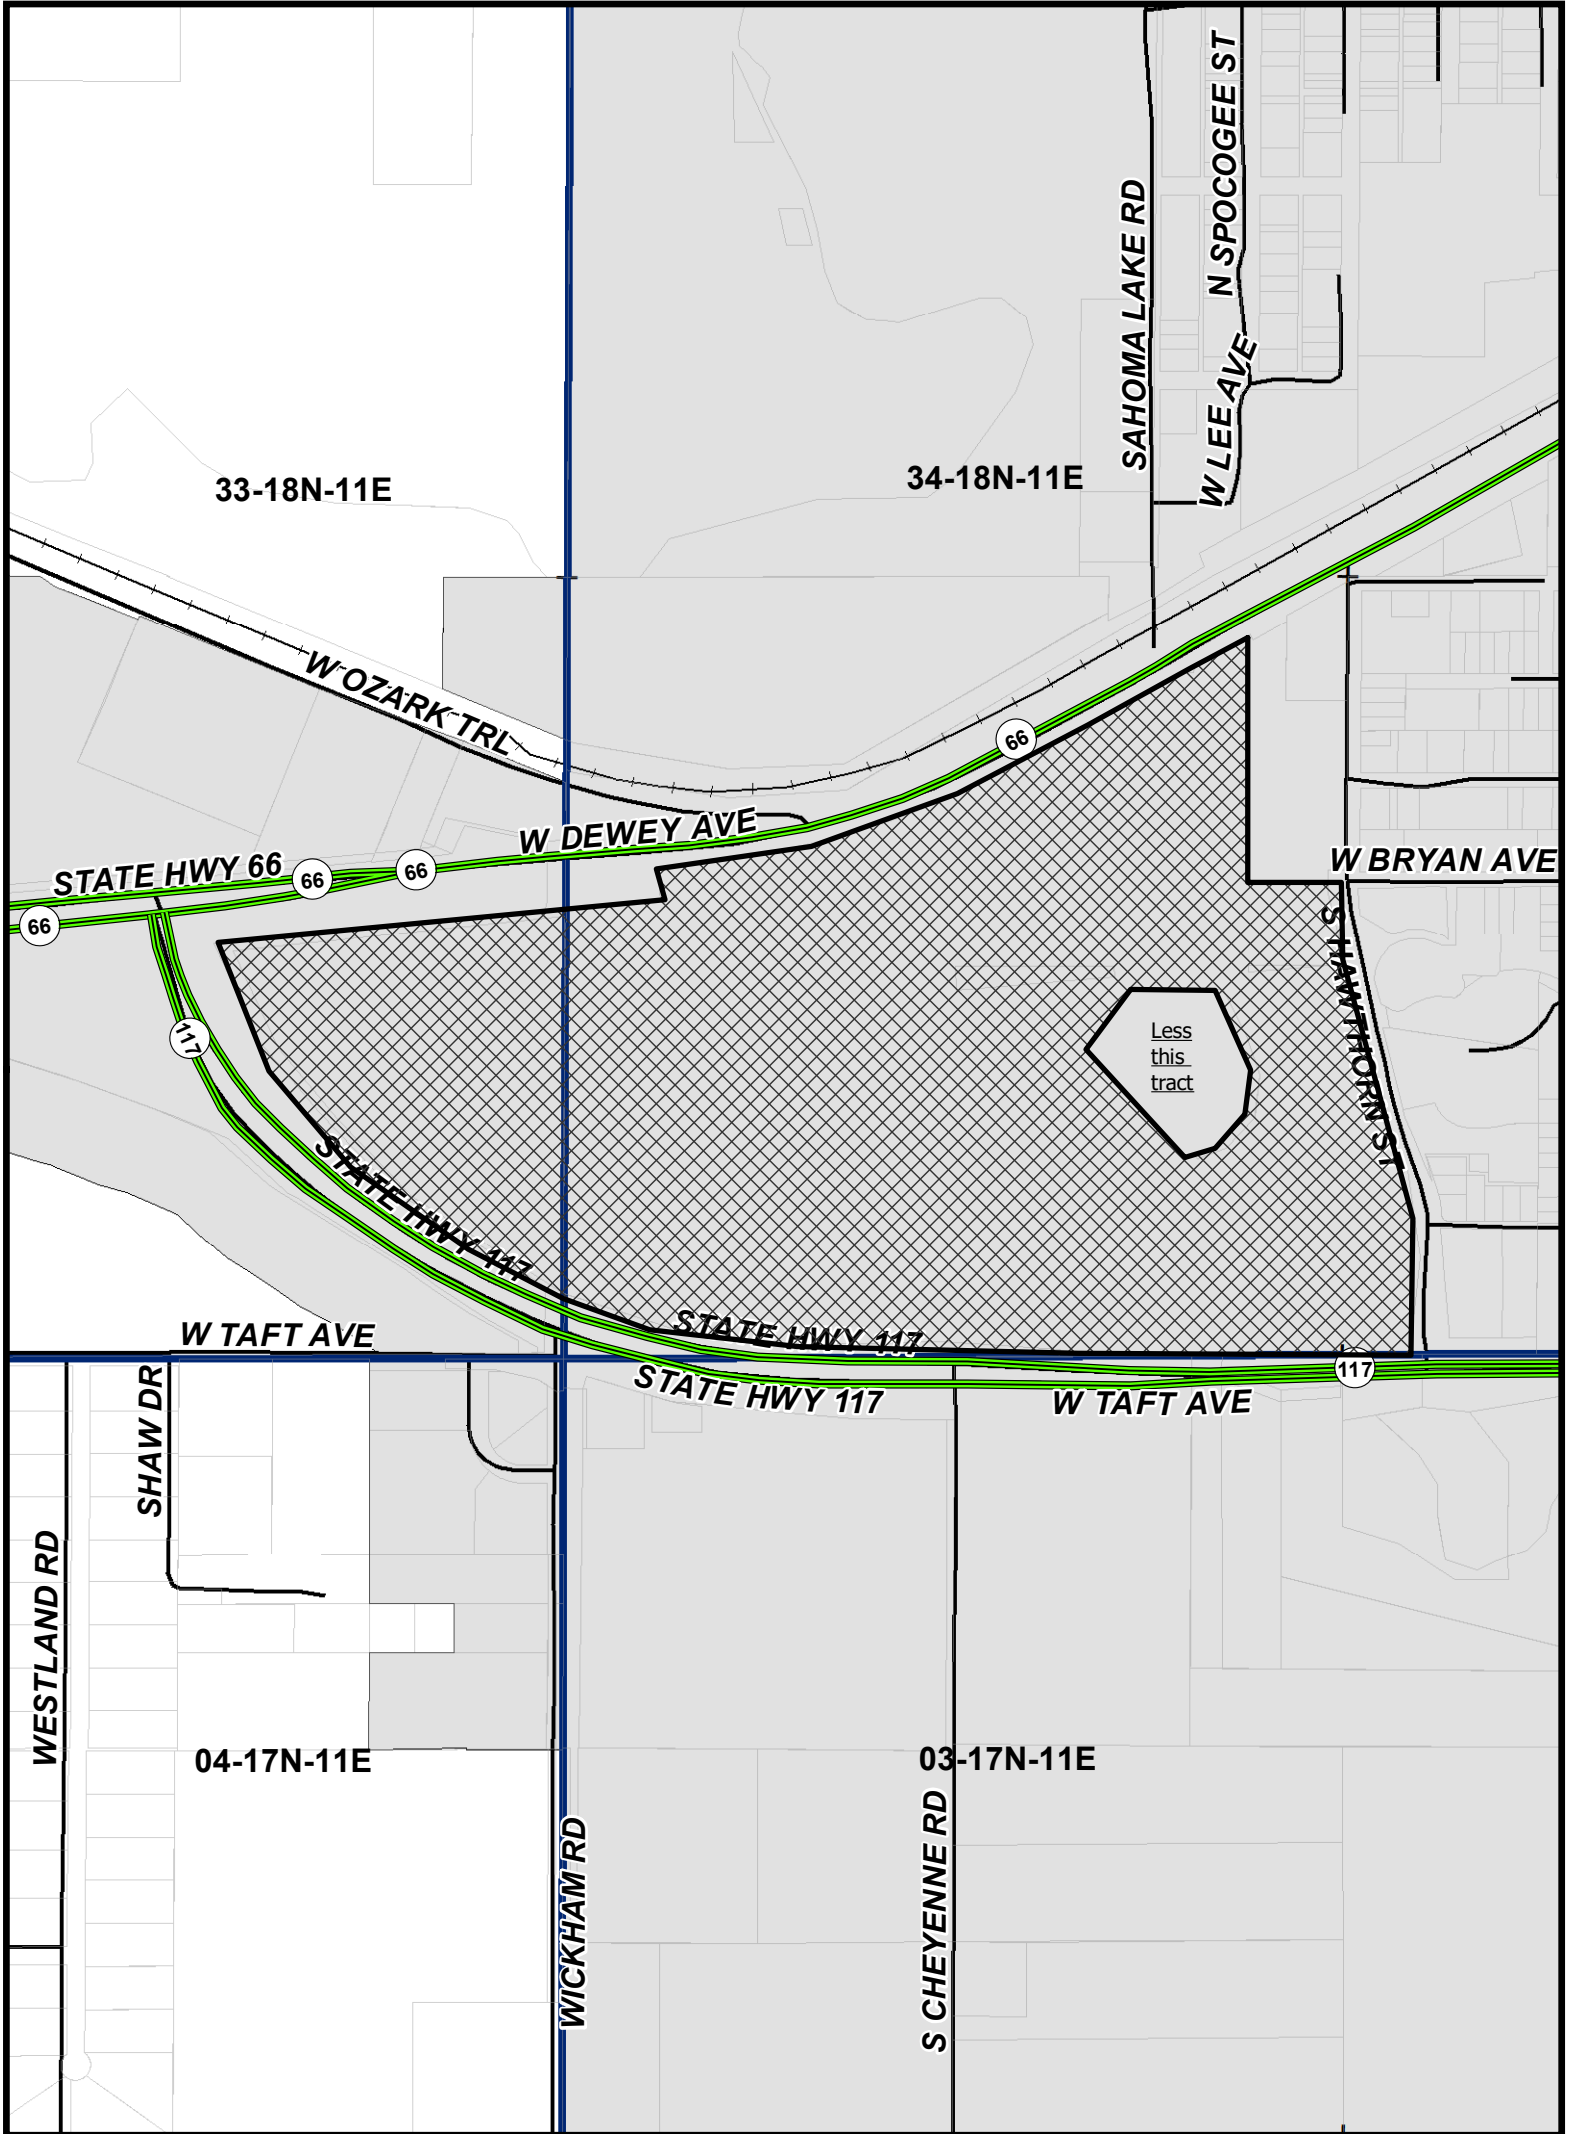 N SPOCOGEE ST
SAHOMA LAKE RD
W LEE AVE
33-18N-11E
34-18N-11E
W OZARK TRL
66
W DEWEY AVE
STATE HWY 66
66
66
66
W BRYAN AVE
S HAWTHORN ST
117
Less
this
tract
STATE HWY 117
STATE HWY 117
W TAFT AVE
117
STATE HWY 117
W TAFT AVE
SHAW DR
WESTLAND RD
04-17N-11E
03-17N-11E
WICKHAM RD
S CHEYENNE RD